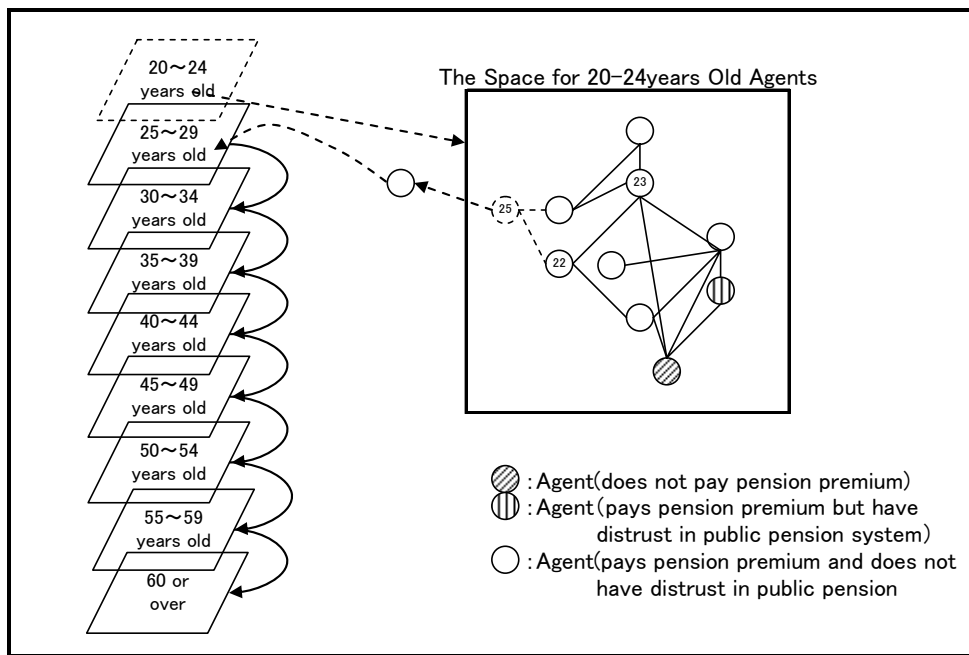 20～24
years old
25～29
years old
30～34
years old
35～39
years old
40～44
years old
45～49
years old
50～54
years old
55～59
years old
60 or
over
The Space for 20-24years Old Agents
23
25
22
: Agent(does not pay pension premium)
: Agent(pays pension premium but have
distrust in public pension system)
: Agent(pays pension premium and does not
have distrust in public pension